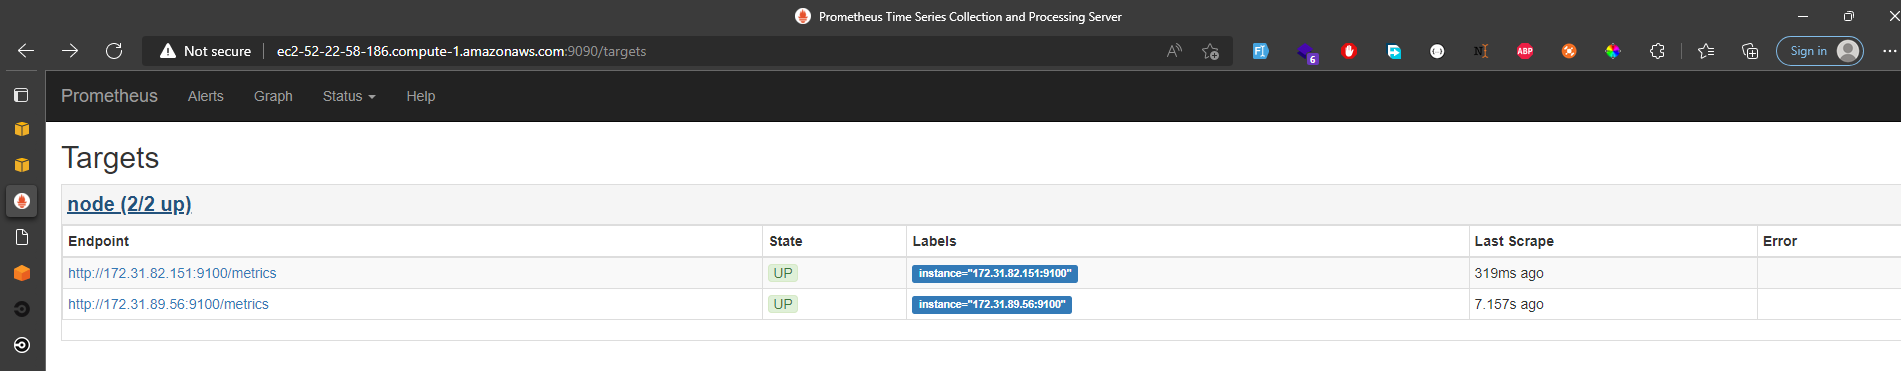 Prometheus Time Series Collection and Processing Server
Not secure ec2-52-22-58-186.compute-1.amazonaws.com:9090/targets
6
ABP
Sign in
Prometheus Alerts Graph Status Help
Targets
node (2/2 up)
Endpoint State Labels Last Scrape Error
http://172.31.82.151:9100/metrics UP instance="172.31.82.151:9100" 319ms ago
http://172.31.89.56:9100/metrics UP instance="172.31.89.56:9100" 7.157s ago